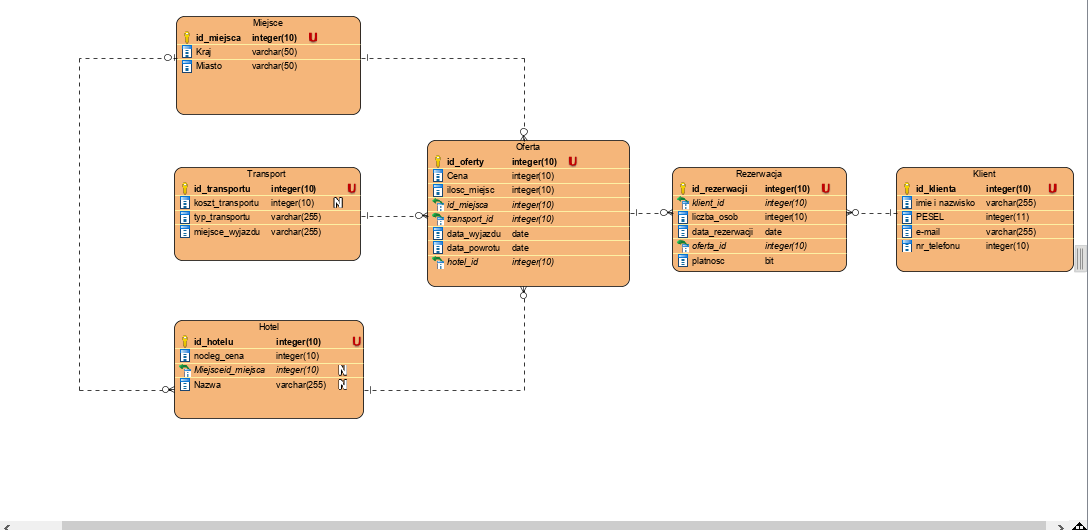 Miejsce
id_miejsca integer(10) U
Kraj varchar(50)
Miasto varchar(50)
Transport
id_transportu integer(10) U
koszt_transportu integer(10) N
typ_transportu varchar(255)
miejsce_wyjazdu varchar(255)
Hotel
id_hotelu integer(10) U
nocleg_cena integer(10)
Miejsceid_miejsca integer(10) N
Nazwa varchar(255) N
Oferta
id_oferty integer(10) U
Cena integer(10)
ilosc_miejsc integer(10)
id_miejsca integer(10)
transport_id integer(10)
data_wyjazdu date
data_powrotu date
hotel_id integer(10)
Rezerwacja
id_rezerwacji integer(10) U
klient_id integer(10)
liczba_osob integer(10)
data_rezerwacji date
oferta_id integer(10)
platnosc bit
Klient
id_klienta integer(10) U
imie i nazwisko varchar(255)
PESEL integer(11)
e-mail varchar(255)
nr_telefonu integer(10)